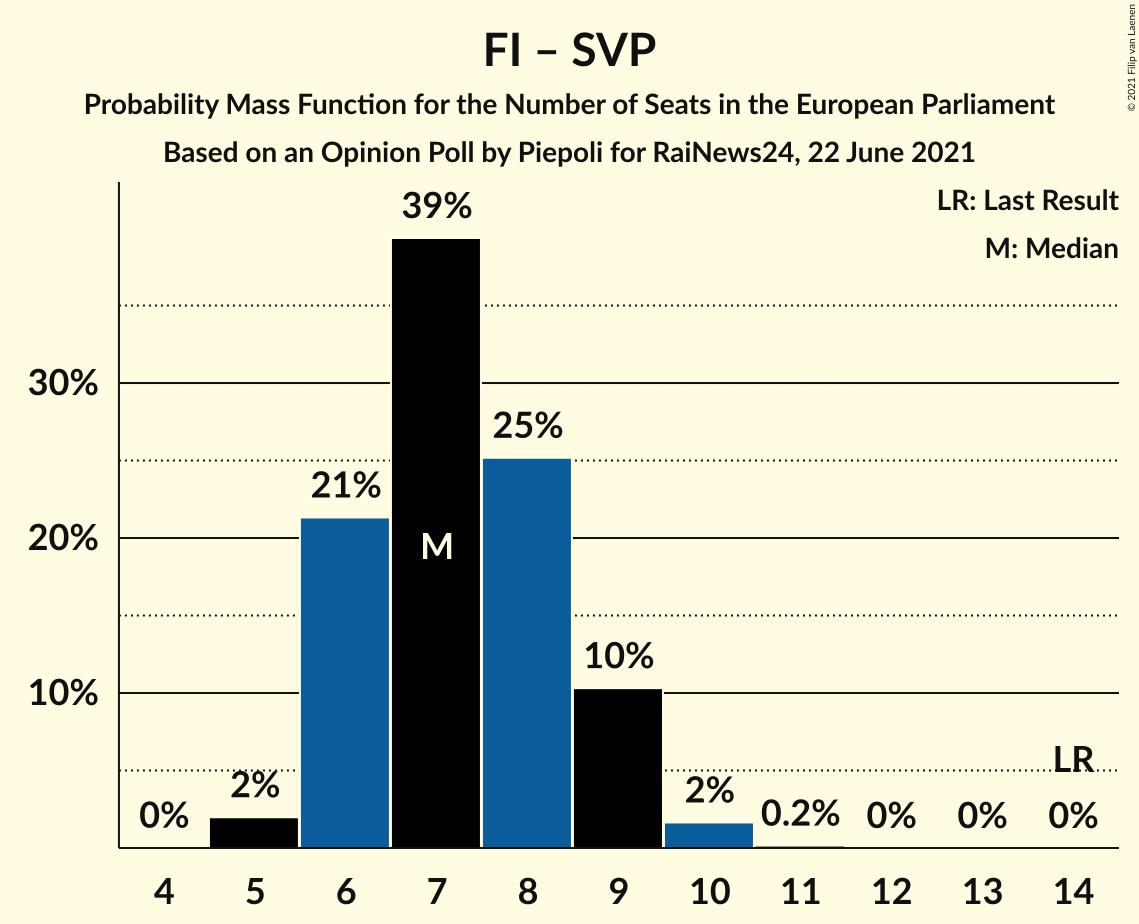 FI – SVP
Probability Mass Function for the Number of Seats in the European Parliament
Based on an Opinion Poll by Piepoli for RaiNews24, 22 June 2021
© 2021 Filip van Laenen
LR: Last Result
M: Median
39%
30%
25%
21%
20%
M
10%
10%
LR
2%
2%
0%
0.2%
0%
0%
0%
4 5 6 7 8 9 10 11 12 13 14